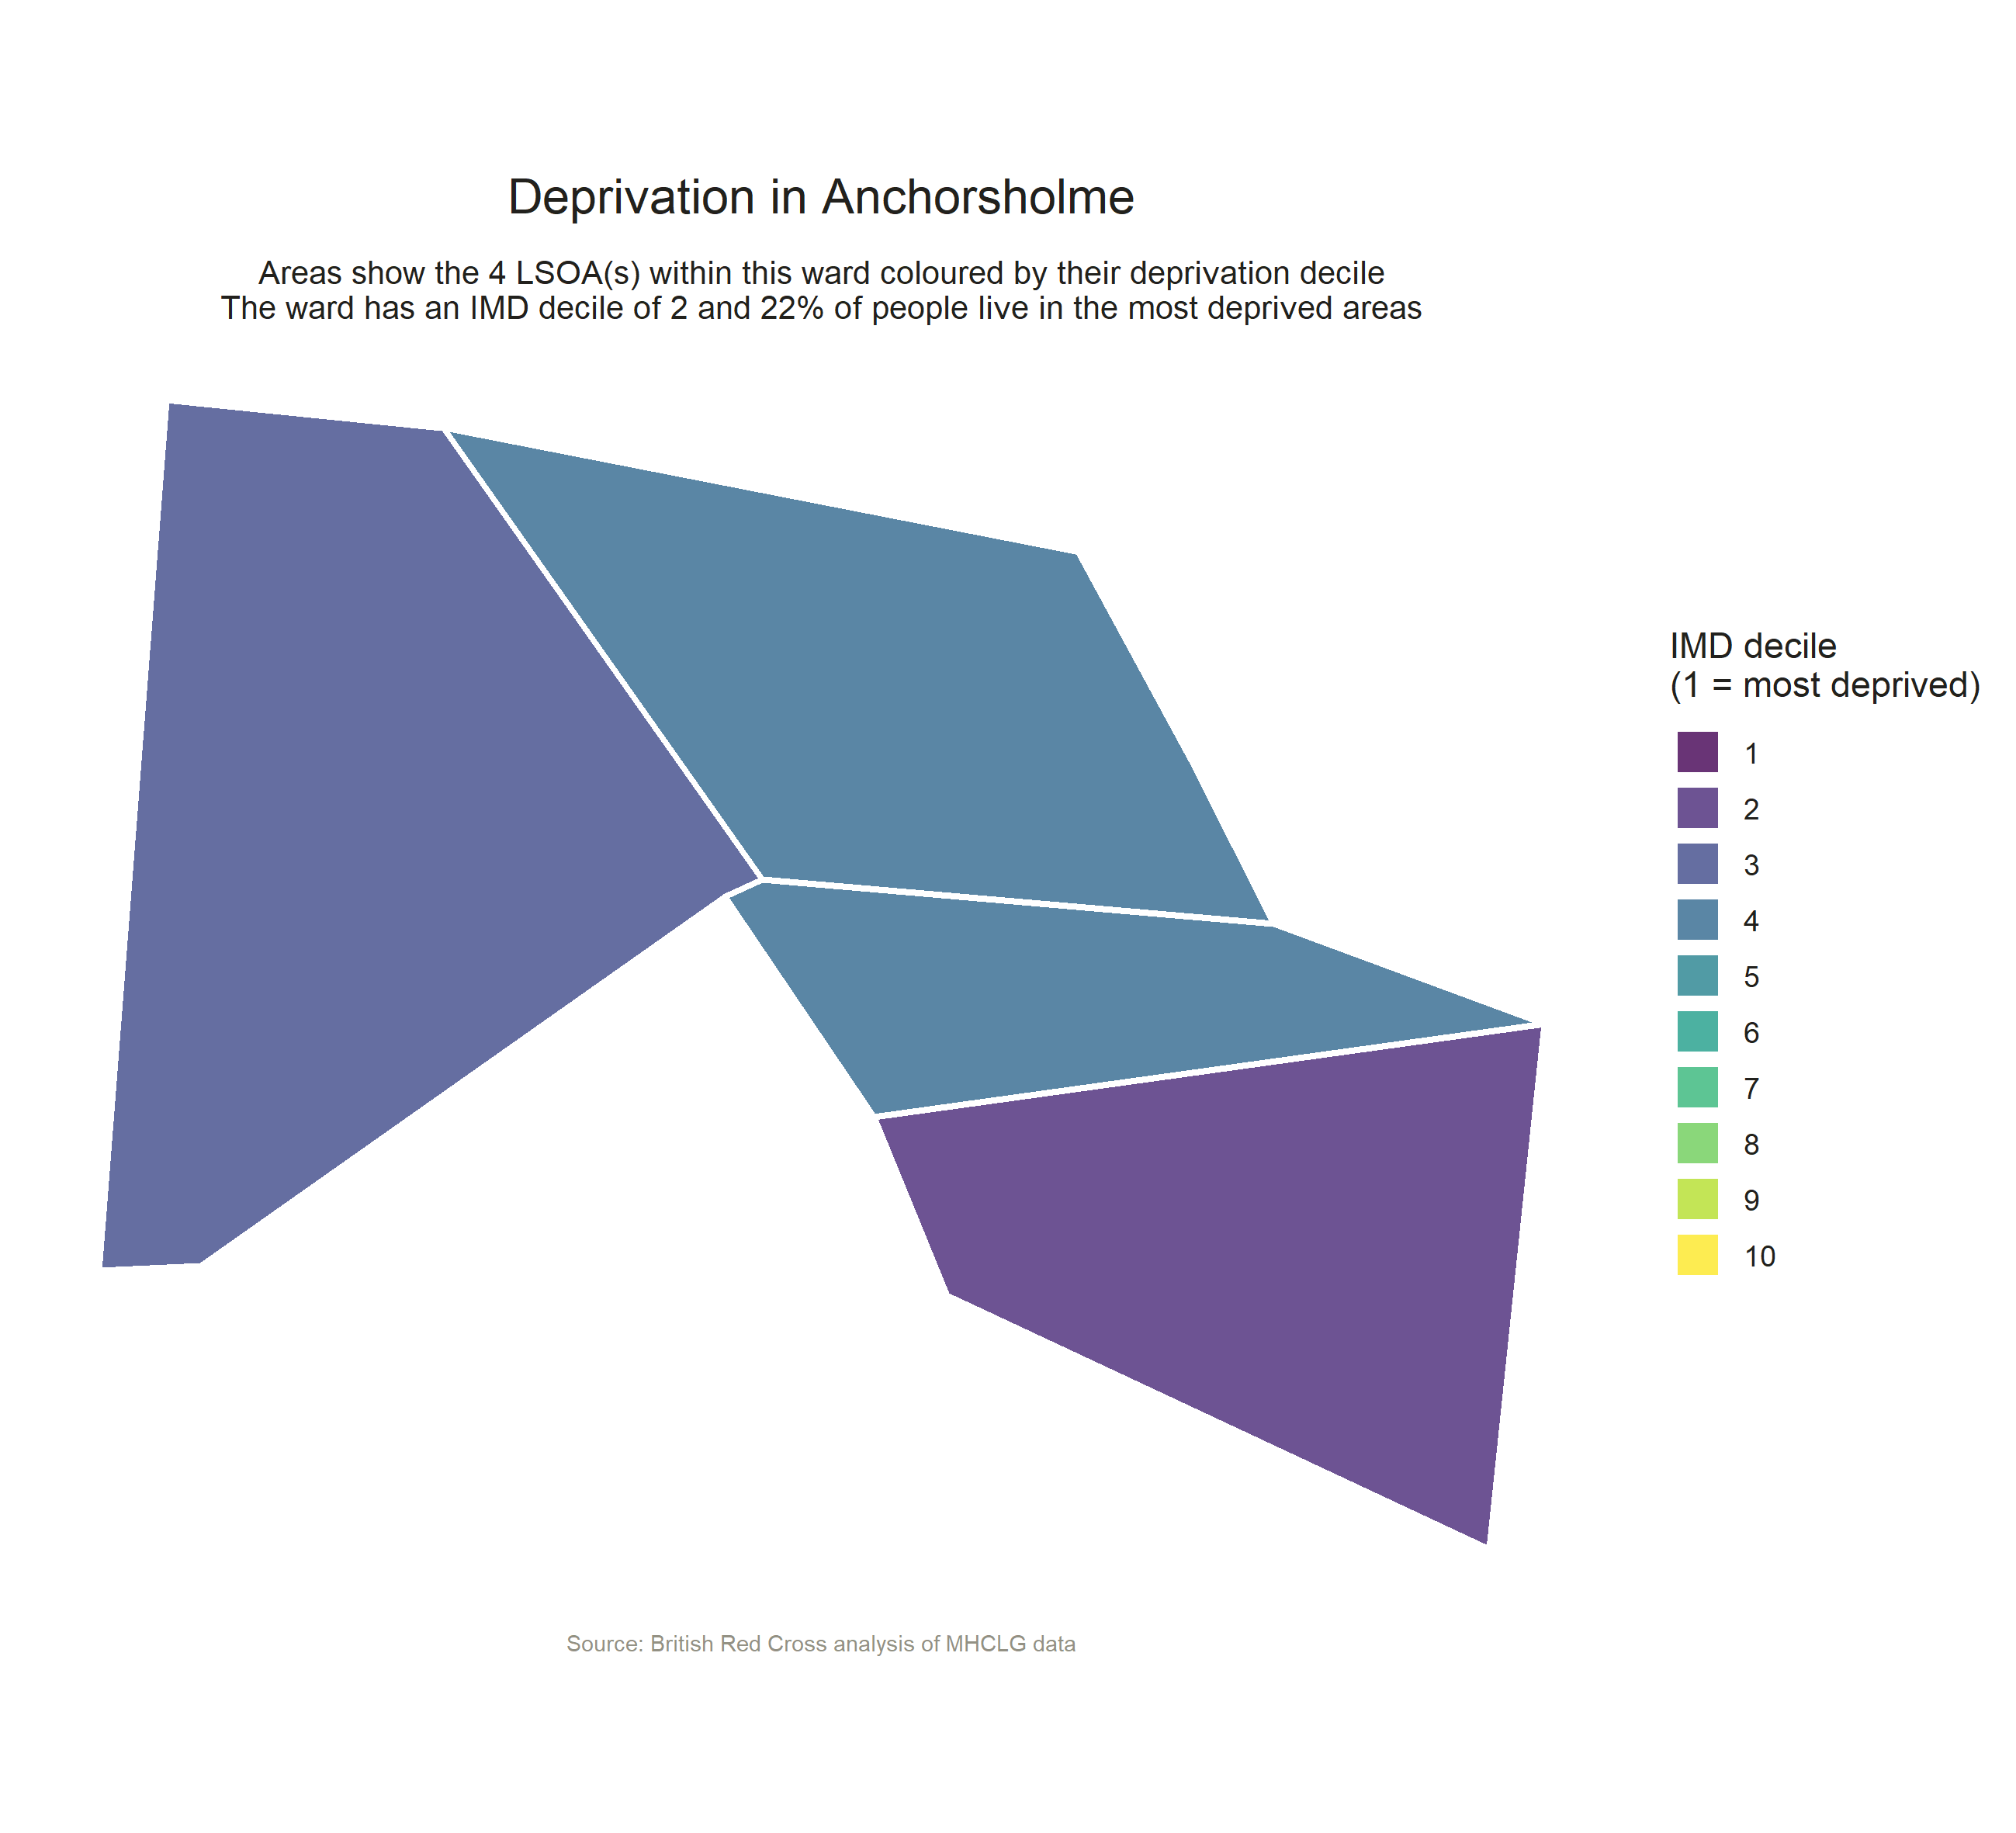 Deprivation in Anchorsholme
Areas show the 4 LSOA(s) within this ward coloured by their deprivation decile
The ward has an IMD decile of 2 and 22% of people live in the most deprived areas
IMD decile
(1 = most deprived)
1
2
3
4
5
6
7
8
9
10
Source: British Red Cross analysis of MHCLG data